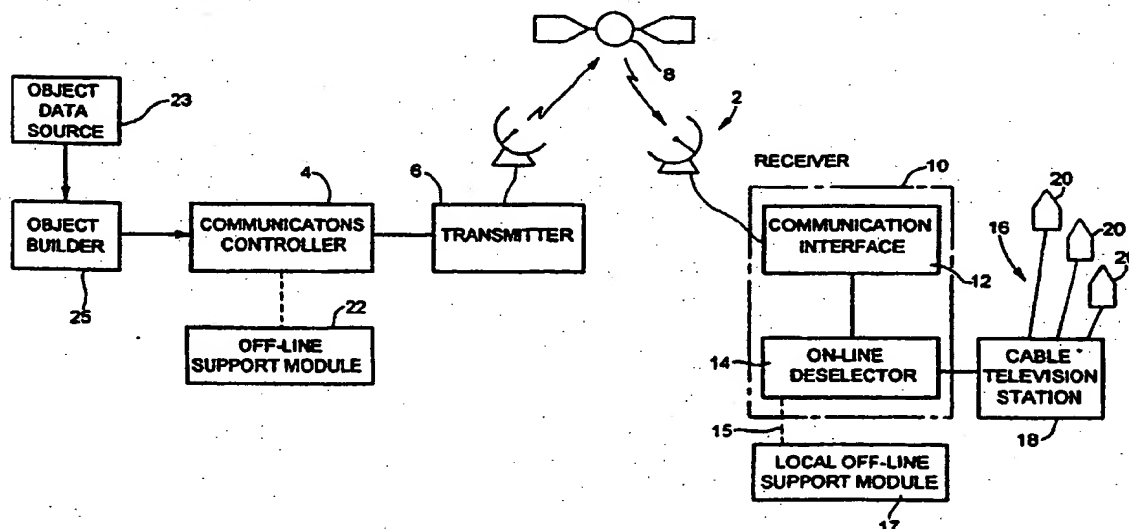 8
OBJECT
DATA
SOURCE
23
2
RECEIVER
10
4
6
OBJECT
BUILDER
25
COMMUNICATONS
CONTROLLER
TRANSMITTER
COMMUNICATION
INTERFACE
12
20
20
20
16
22
OFF-LINE
SUPPORT MODULE
14
ON-LINE
DESELECTOR
CABLE
TELEVISION
STATION
18
15
LOCAL OFF-LINE
SUPPORT MODULE
17